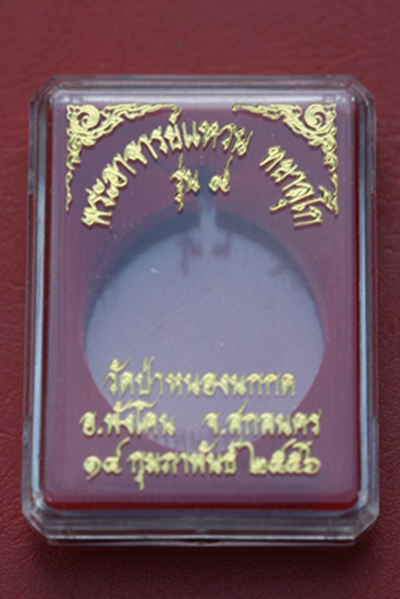 พระอาจารย์แหวน ทยาลุโก
รุ่น ๗
วัดป่าหนองนกกด
อ.พังโคน จ.สกลนคร
๑๔ กุมภาพันธ์ ๒๕๕๖